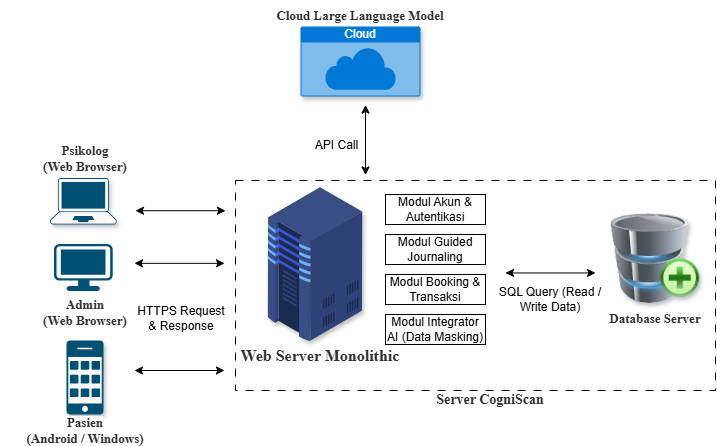 Cloud Large Language Model
Cloud
API Call
Psikolog
(Web Browser)
Admin
(Web Browser)
HTTPS Request
& Response
Pasien
(Android / Windows)
Modul Akun &
Autentikasi
Modul Guided
Journaling
Modul Booking &
Transaksi
Modul Integrator
AI (Data Masking)
Web Server Monolithic
SQL Query (Read /
Write Data)
Database Server
Server CogniScan